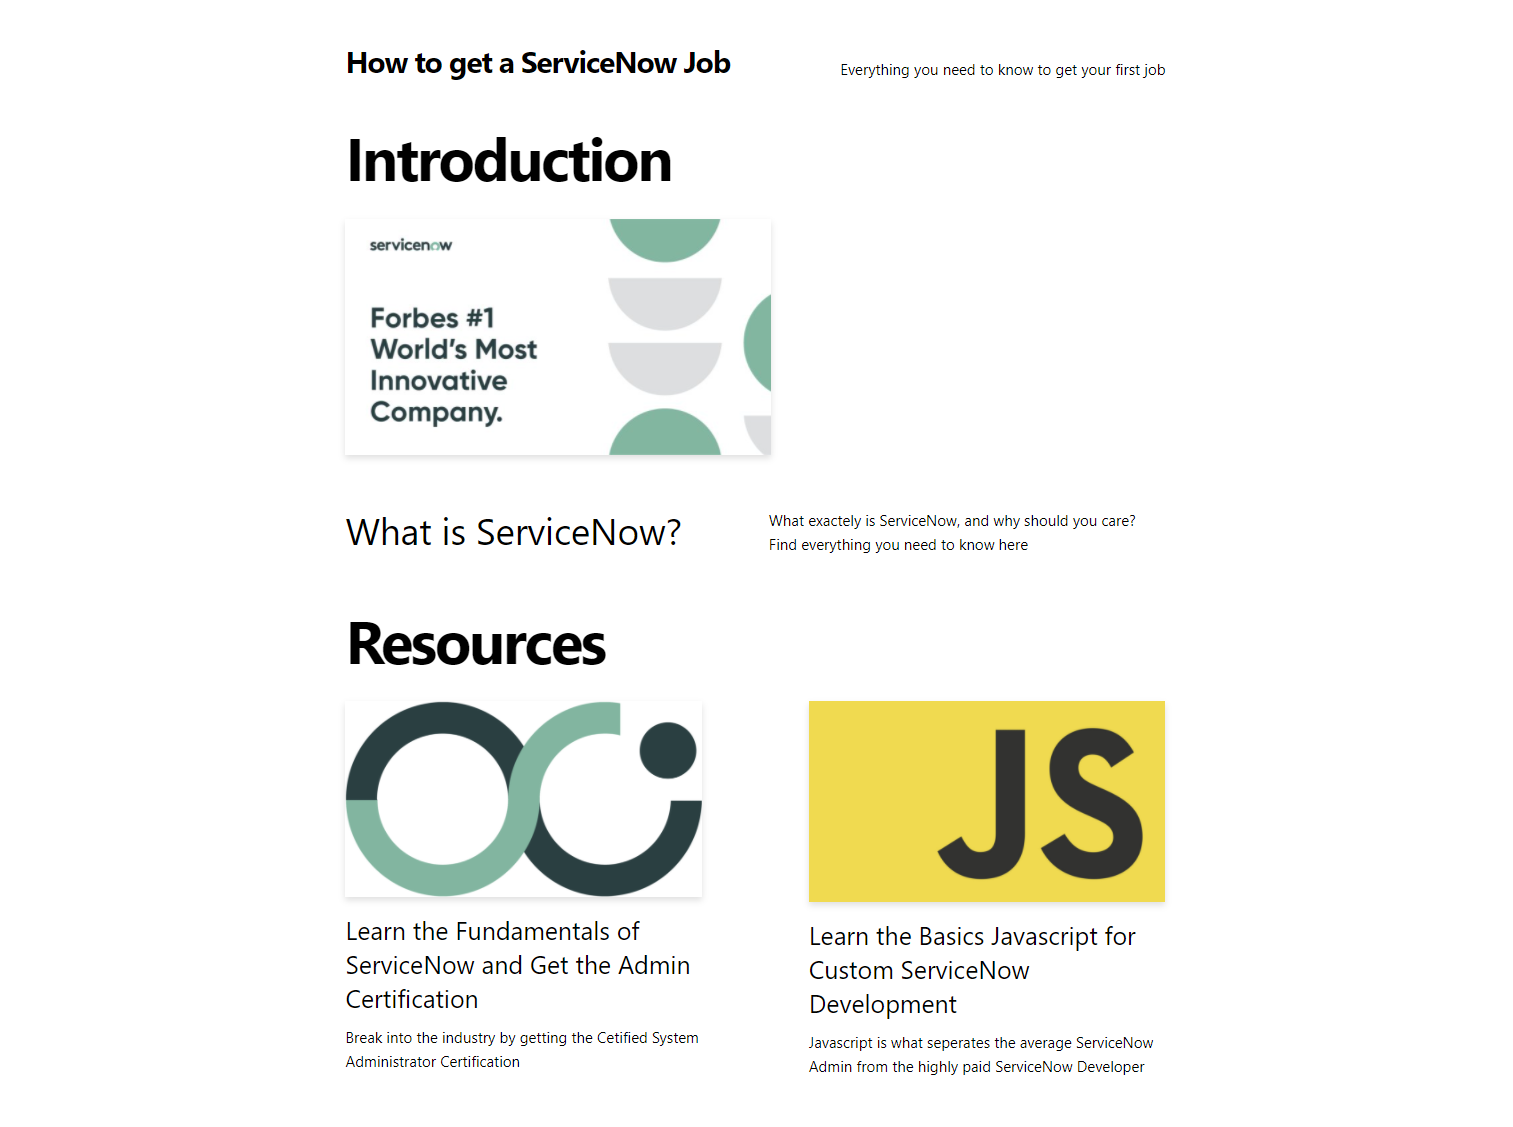 How to get a ServiceNow Job
Everything you need to know to get your first job
Introduction
servicenow
Forbes #1
World's Most
Innovative
Company.
What is ServiceNow?
What exactely is ServiceNow, and why should you care?
Find everything you need to know here
Resources
JS
Learn the Fundamentals of
ServiceNow and Get the Admin
Certification
Break into the industry by getting the Cetified System
Administrator Certification
Learn the Basics Javascript for
Custom ServiceNow
Development
Javascript is what seperates the average ServiceNow
Admin from the highly paid ServiceNow Developer